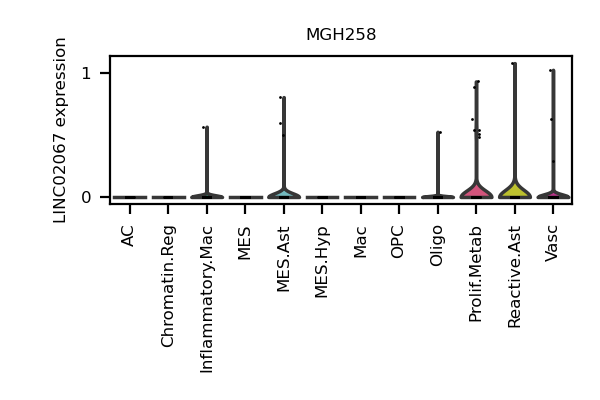 MGH258
LINC02067 expression
1
0
AC
Chromatin.Reg
Inflammatory.Mac
MES
MES.Ast
MES.Hyp
Mac
OPC
Oligo
Prolif.Metab
Reactive.Ast
Vasc